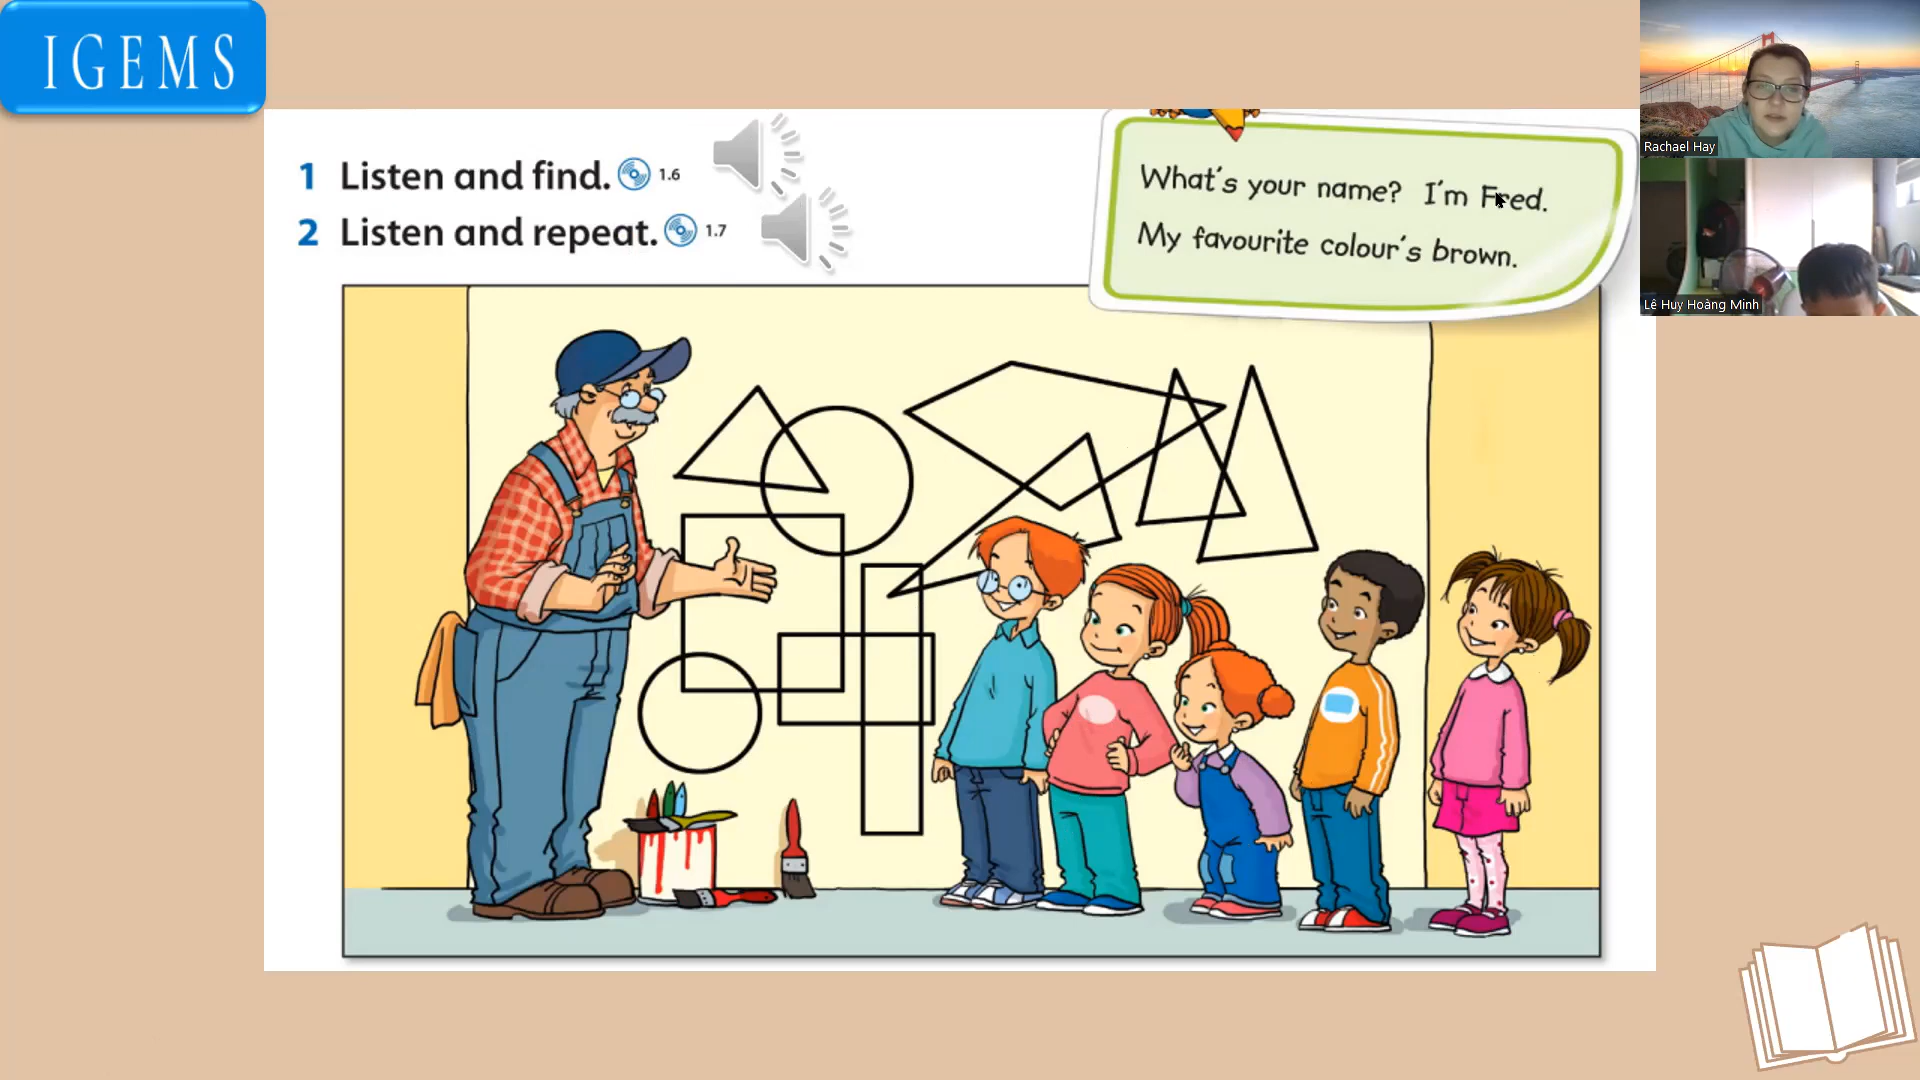 IGEMS
1 Listen and find. 1.6
2 Listen and repeat. 1.7
What's your name? I'm Fred.
My favourite colour's brown.
Rachael Hay
Lê Huy Hoàng Minh